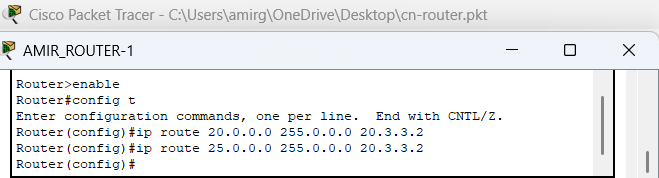 Cisco Packet Tracer - C:\Users\amirg\OneDrive\Desktop\cn-router.pkt
AMIR_ROUTER-1
Router>enable
Router#config t
Enter configuration commands, one per line.  End with CNTL/Z.
Router(config)#ip route 20.0.0.0 255.0.0.0 20.3.3.2
Router(config)#ip route 25.0.0.0 255.0.0.0 20.3.3.2
Router(config)#